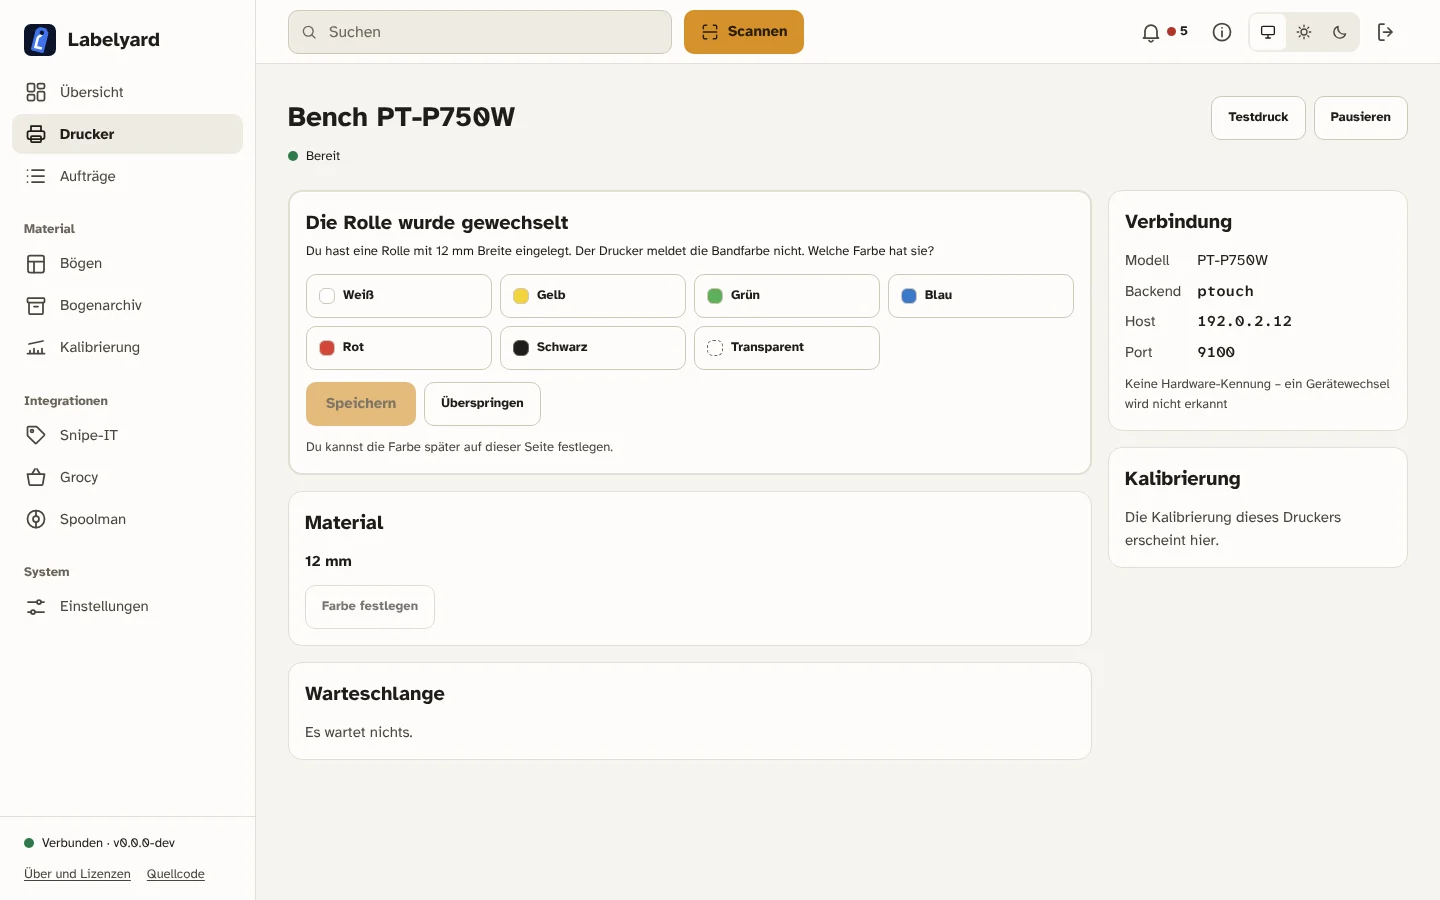 Labelyard
Suchen
Scannen
5
Übersicht
Drucker
Aufträge
Material
Bögen
Bogenarchiv
Kalibrierung
Integrationen
Snipe-IT
Grocy
Spoolman
System
Einstellungen
Verbunden · v0.0.0-dev
Über und Lizenzen
Quellcode
Bench PT-P750W
Bereit
Testdruck
Pausieren
Die Rolle wurde gewechselt
Du hast eine Rolle mit 12 mm Breite eingelegt. Der Drucker meldet die Bandfarbe nicht. Welche Farbe hat sie?
Weiß
Gelb
Grün
Blau
Rot
Schwarz
Transparent
Speichern
Überspringen
Du kannst die Farbe später auf dieser Seite festlegen.
Material
12 mm
Farbe festlegen
Warteschlange
Es wartet nichts.
Verbindung
Modell PT-P750W
Backend ptouch
Host 192.0.2.12
Port 9100
Keine Hardware-Kennung – ein Gerätewechsel
wird nicht erkannt
Kalibrierung
Die Kalibrierung dieses Druckers
erscheint hier.